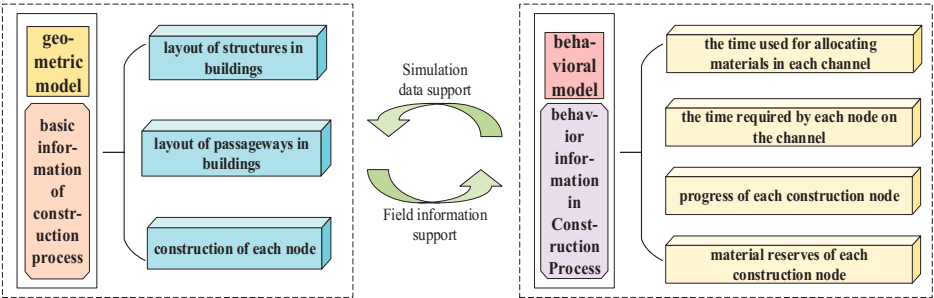 geo-
metric
model
basic
infor-
mation
of
constr-
uction
process
layout of structures in
buildings
layout of passageways in
buildings
construction of each node
Simulation
data support
Field information
support
beha-
vioral
model
behav-
ior
infor-
mation
in
Const-
ruction
Process
the time used for allocating
materials in each channel
the time required by each node on
the channel
progress of each construction node
material reserves of each
construction node